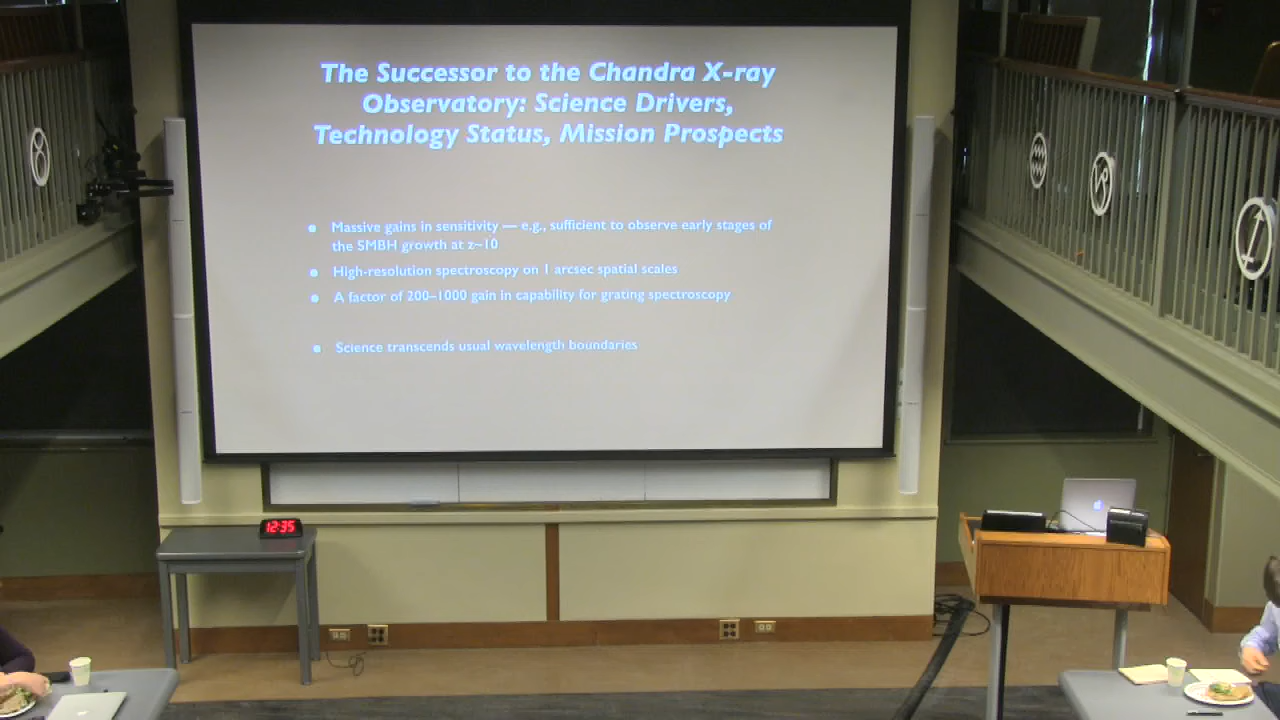 The Successor to the Chandra X-ray
Observatory: Science Drivers,
Technology Status, Mission Prospects
• Massive gains in sensitivity — e.g., sufficient to observe early stages of
the SMBH growth at z~10
• High-resolution spectroscopy on 1 arcsec spatial scales
• A factor of 200–1000 gain in capability for grating spectroscopy
• Science transcends usual wavelength boundaries
12:35